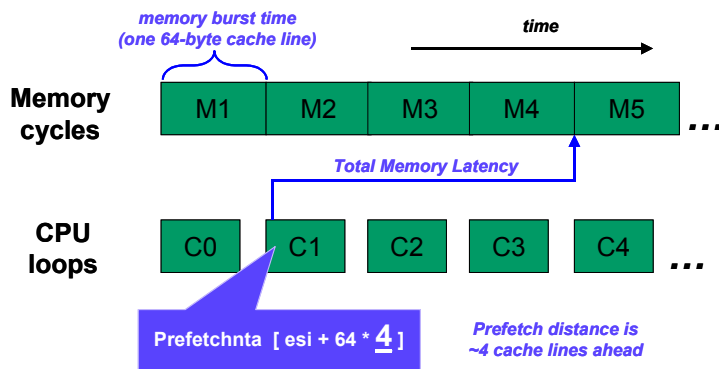 memory burst time
(one 64-byte cache line)
time
Memory
cycles
M1 M2 M3 M4 M5 ...
Total Memory Latency
CPU
loops
C0 C1 C2 C3 C4 ...
Prefetchnta [ esi + 64 * 4 ]
Prefetch distance is
~4 cache lines ahead